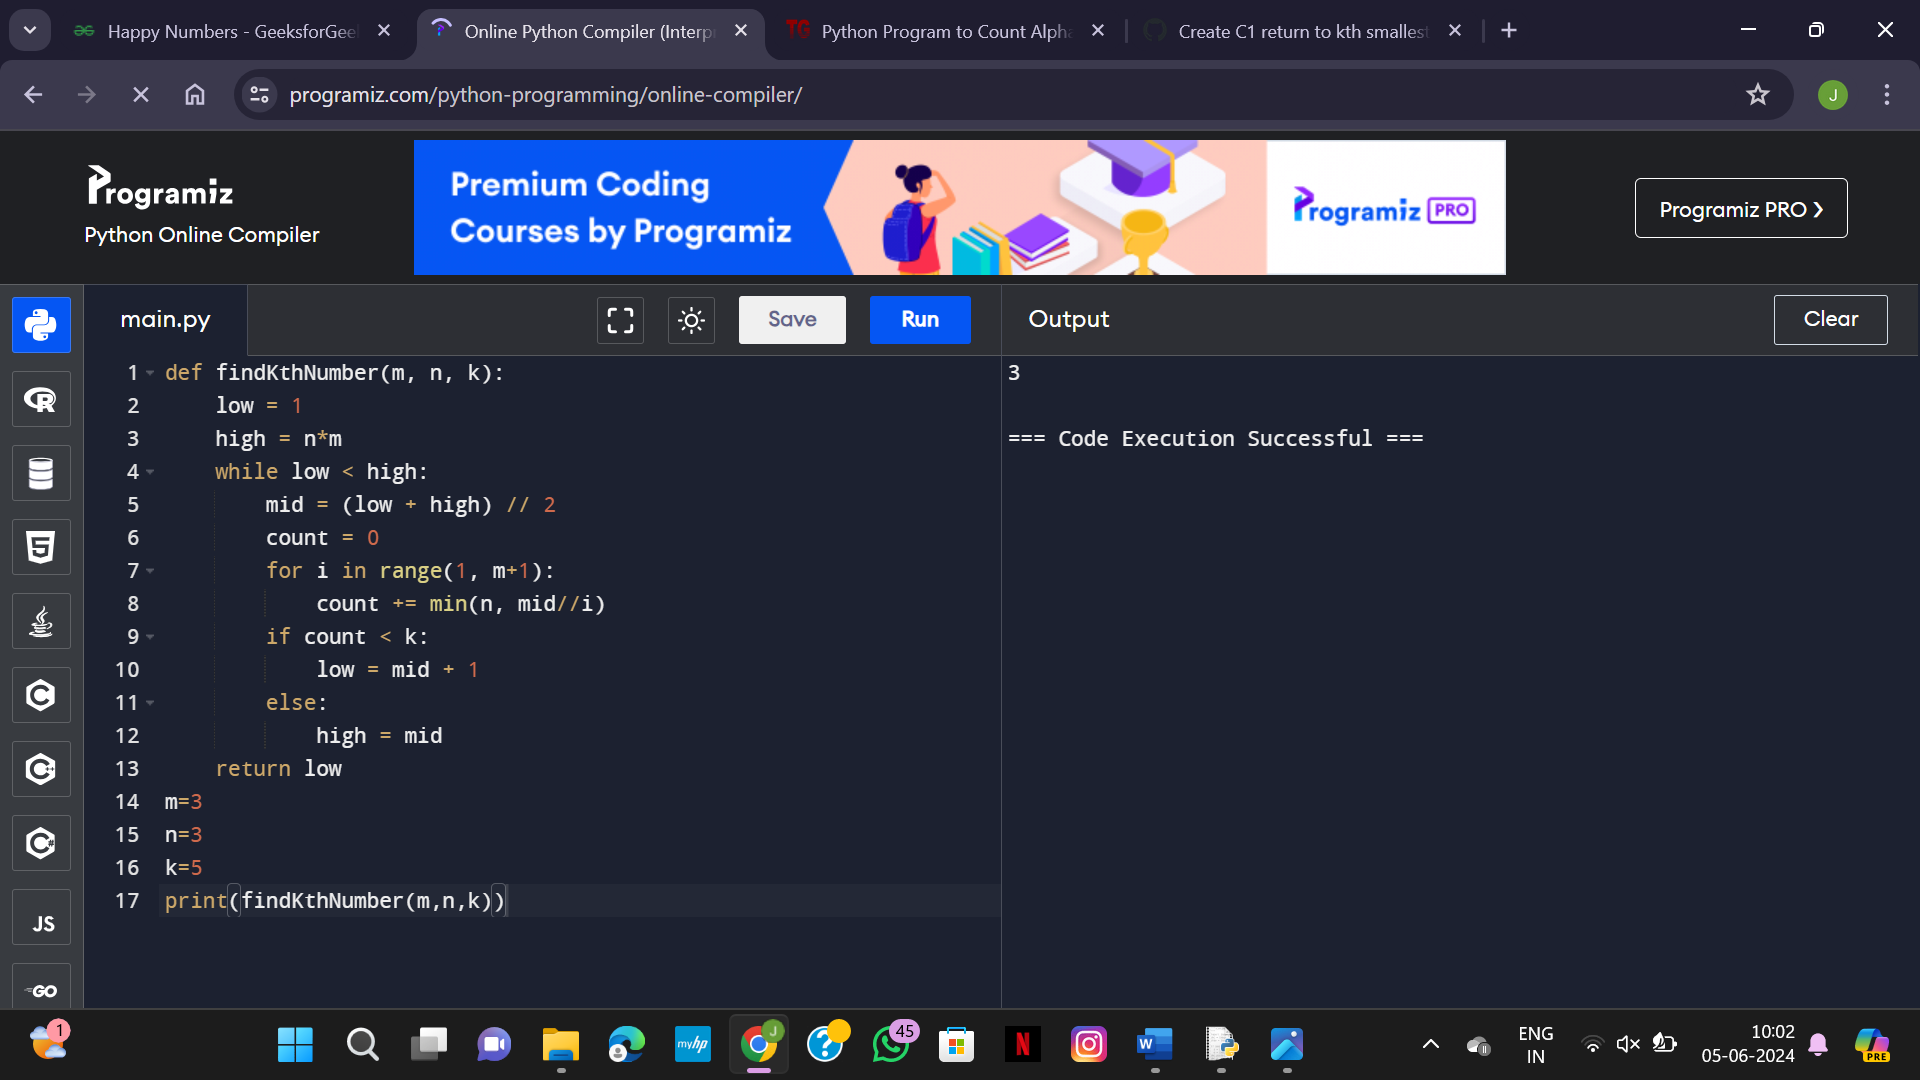 Happy Numbers - GeeksforGee
Online Python Compiler (Interp
TG Python Program to Count Alph
Create C1 return to kth smalles
programiz.com/python-programming/online-compiler/
J
Programiz
Python Online Compiler
Premium Coding
Courses by Programiz
Programiz PRO
Programiz PRO ❯
main.py
Save
Run
Output
Clear
1 def findKthNumber(m, n, k):
2 low = 1
3 high = n*m
4 while low < high:
5 mid = (low + high) // 2
6 count = 0
7 for i in range(1, m+1):
8 count += min(n, mid//i)
9 if count < k:
10 low = mid + 1
11 else:
12 high = mid
13 return low
14 m=3
15 n=3
16 k=5
17 print(findKthNumber(m,n,k))
3
=== Code Execution Successful ===
R
5
C
C++
C#
JS
GO
1
myhp
J
?
45
N
W
ENG
IN
10:02
05-06-2024
PRE